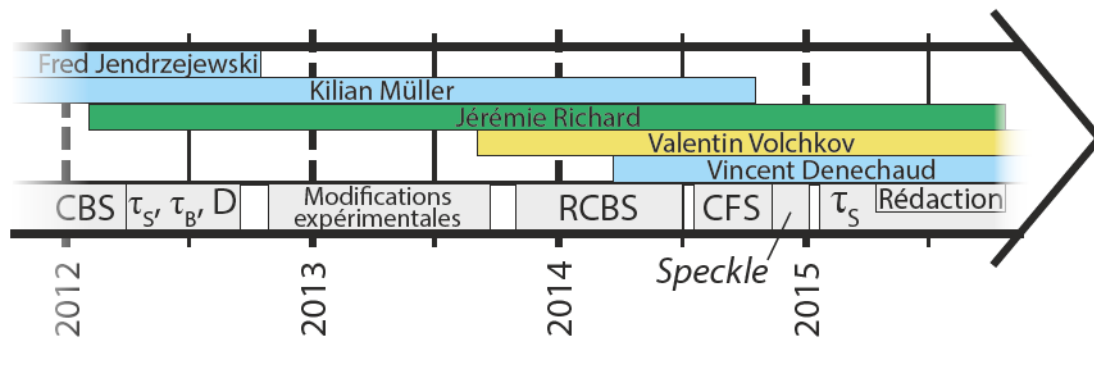 Fred Jendrzejewski
Kilian Müller
Jérémie Richard
Valentin Volchkov
Vincent Denechaud
CBS
τS, τB, D
Modifications
expérimentales
RCBS
CFS
τS
Rédaction
Speckle
2012
2013
2014
2015